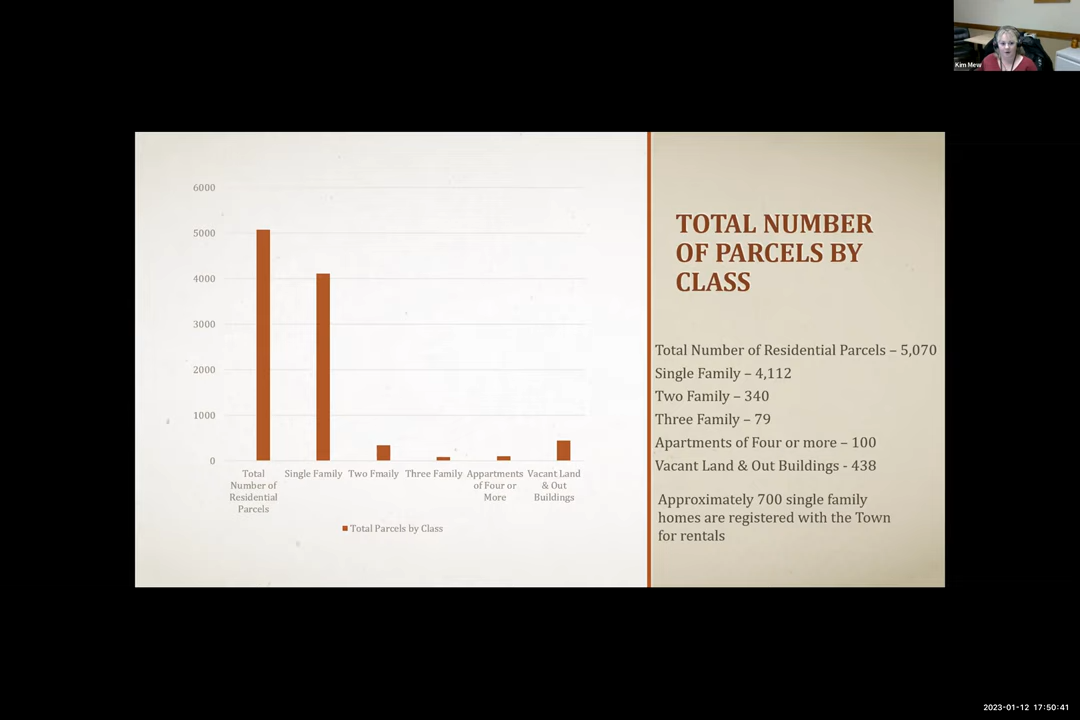 Kim Mew
6000
5000
4000
3000
2000
1000
0
Total
Number of
Residential
Parcels
Single Family
Two Fmaily
Three Family
Appartments
of Four or
More
Vacant Land
& Out
Buildings
Total Parcels by Class
TOTAL NUMBER
OF PARCELS BY
CLASS
Total Number of Residential Parcels – 5,070
Single Family – 4,112
Two Family – 340
Three Family – 79
Apartments of Four or more – 100
Vacant Land & Out Buildings - 438
Approximately 700 single family
homes are registered with the Town
for rentals
2023-01-12 17:50:41